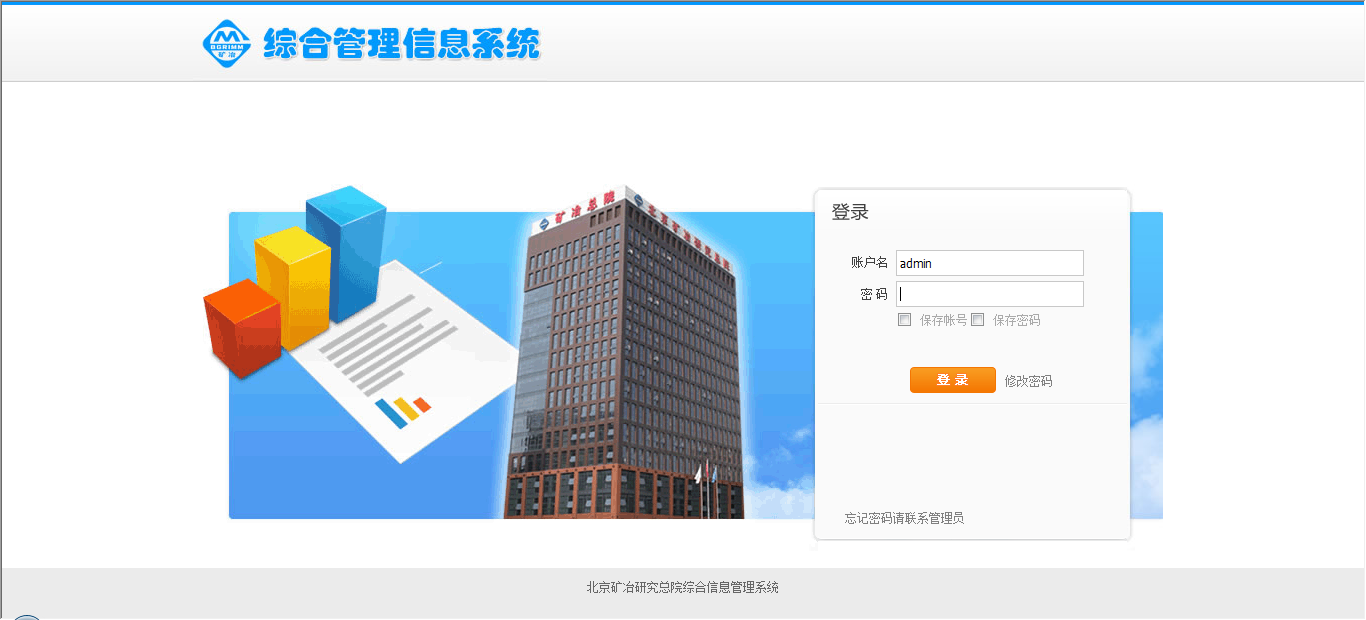 BGRIMM
矿冶
综合管理信息系统
矿冶总院
登录
账户名 admin
密 码
保存帐号 保存密码
登 录 修改密码
忘记密码请联系管理员
北京矿冶研究总院综合信息管理系统